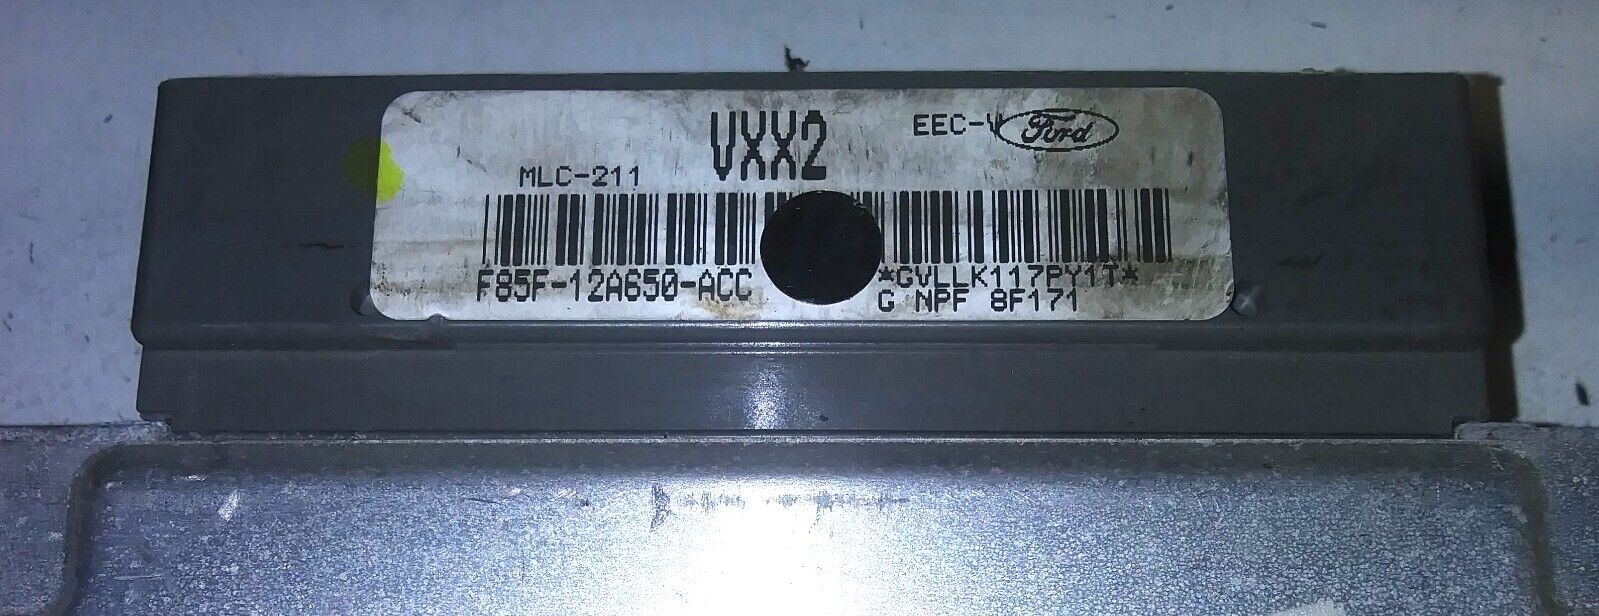 VXX2
EEC-V Ford
MLC-211
F85F-12A650-ACC
*GVLLK117PY1T*
G NPF 8F171